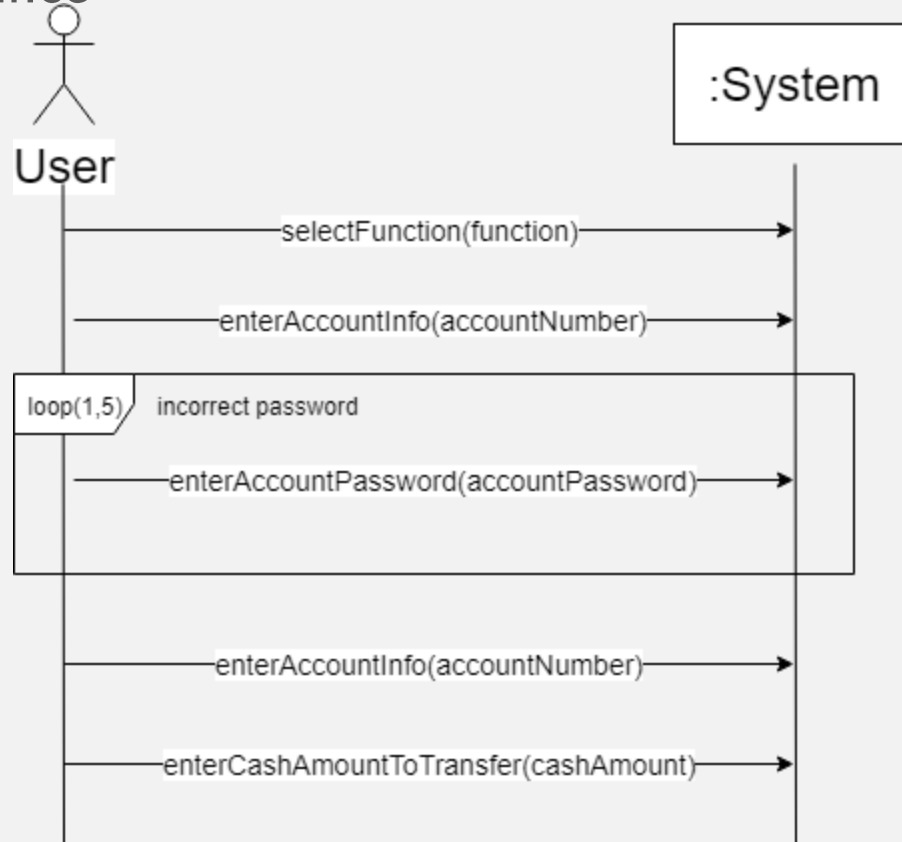 :System
User
selectFunction(function)
enterAccountInfo(accountNumber)
loop(1,5) incorrect password
enterAccountPassword(accountPassword)
enterAccountInfo(accountNumber)
enterCashAmountToTransfer(cashAmount)